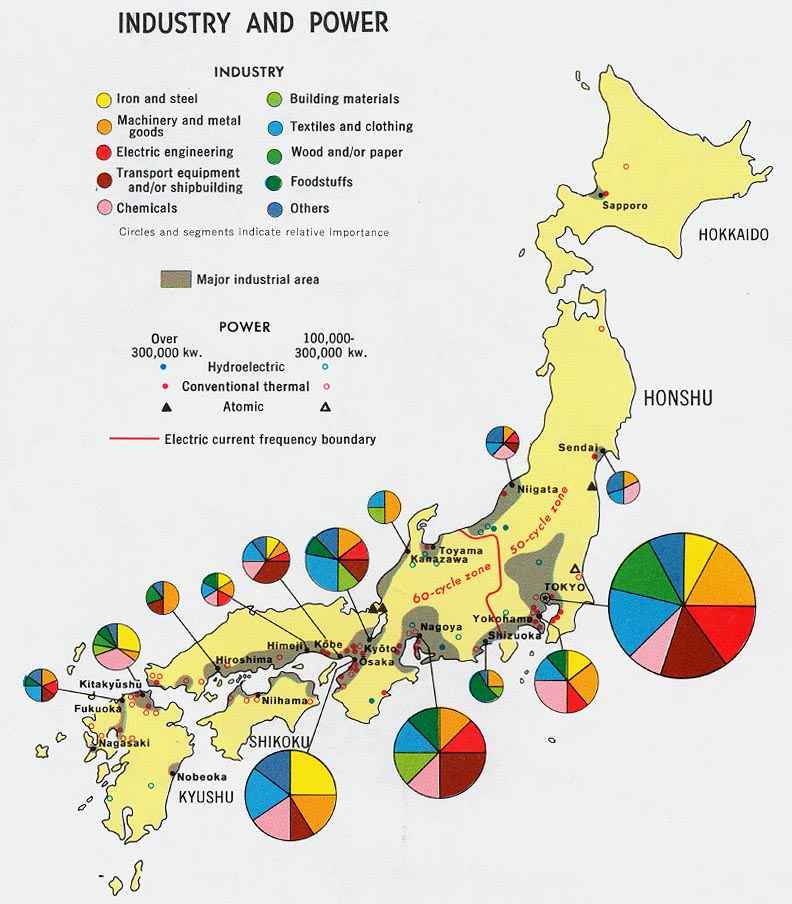 INDUSTRY AND POWER
INDUSTRY
Iron and steel
Machinery and metal
goods
Electric engineering
Transport equipment
and/or shipbuilding
Chemicals
Building materials
Textiles and clothing
Wood and/or paper
Foodstuffs
Others
Circles and segments indicate relative importance
Major industrial area
POWER
Over
300,000 kw.
100,000-
300,000 kw.
Hydroelectric
Conventional thermal
Atomic
Electric current frequency boundary
Sapporo
HOKKAIDO
HONSHU
Sendai
Niigata
50-cycle zone
Toyama
Kanazawa
60-cycle zone
TOKYO
Yokohama
Nagoya
Shizuoka
Himeji
Kōbe
Kyōto
Ōsaka
Hiroshima
Kitakyūshū
Niihama
Fukuoka
SHIKOKU
Nagasaki
Nobeoka
KYUSHU